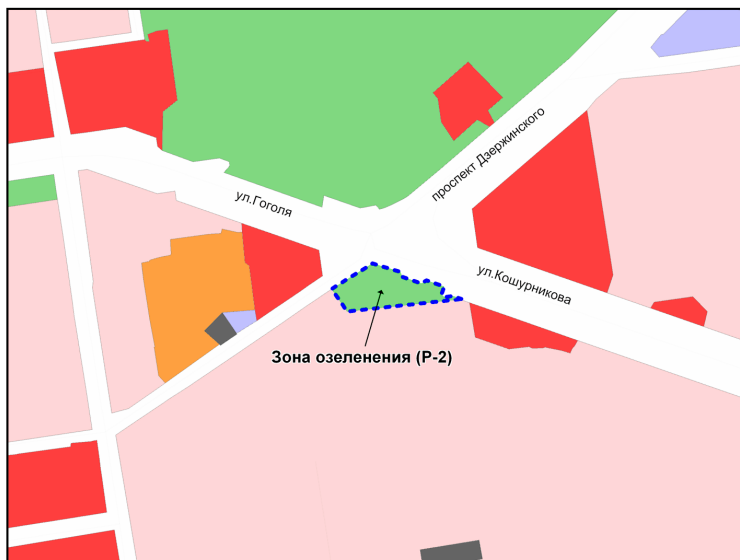 проспект Дзержинского
ул.Гоголя
ул.Кошурникова
Зона озеленения (Р-2)